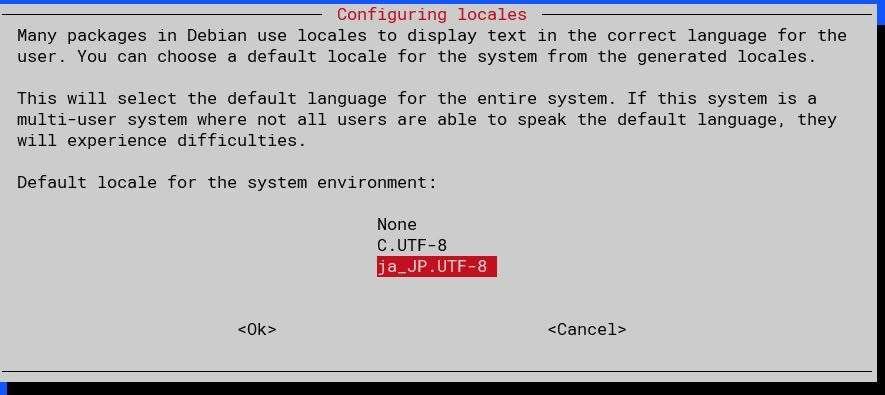 Configuring locales
Many packages in Debian use locales to display text in the correct language for the
user. You can choose a default locale for the system from the generated locales.
This will select the default language for the entire system. If this system is a
multi-user system where not all users are able to speak the default language, they
will experience difficulties.
Default locale for the system environment:
None
C.UTF-8
ja_JP.UTF-8
<Ok> <Cancel>